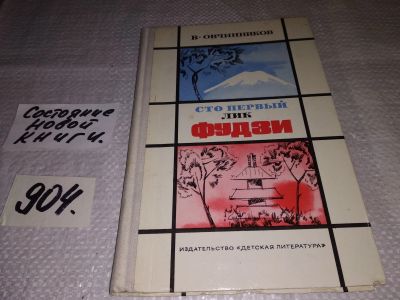 В. ОВЧИННИКОВ
СТО ПЕРВЫЙ
ЛИК
ФУДЗИ
ИЗДАТЕЛЬСТВО «ДЕТСКАЯ ЛИТЕРАТУРА»
Состояние
новой
книги.
904.